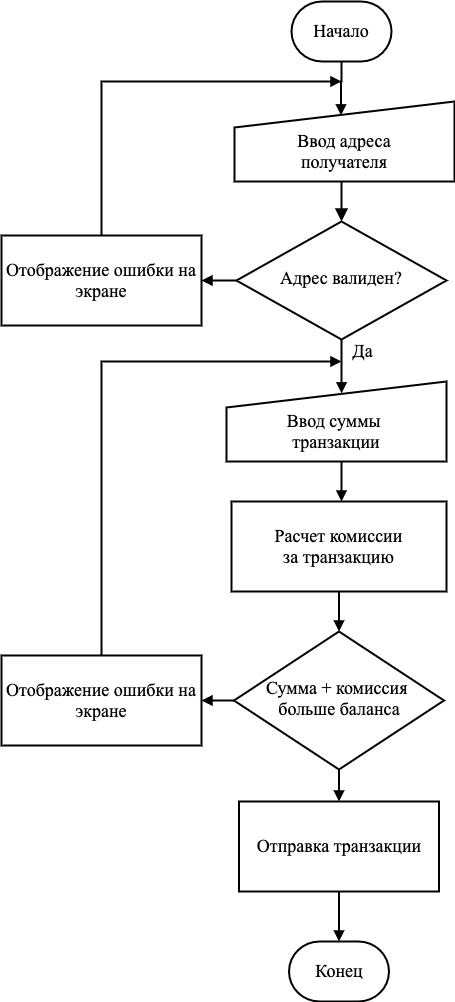 Начало
Ввод адреса
получателя
Отображение ошибки на
экране
Адрес валиден?
Да
Ввод суммы
транзакции
Расчет комиссии
за транзакцию
Отображение ошибки на
экране
Сумма + комиссия
больше баланса
Отправка транзакции
Конец